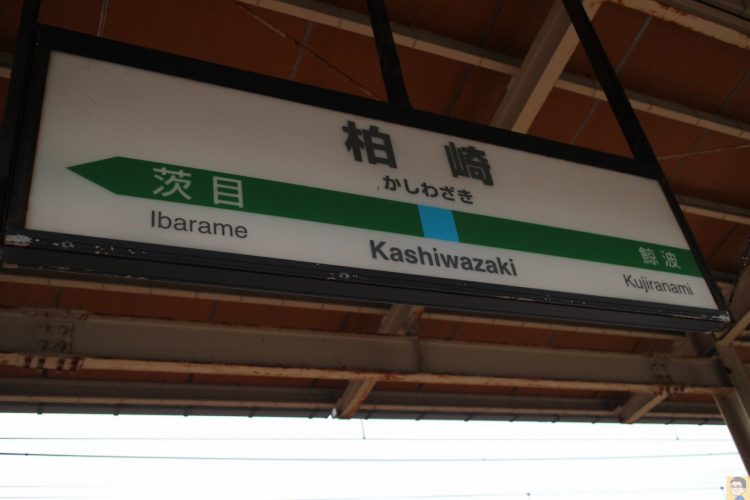 柏崎
かしわざき
茨目
Ibarame
Kashiwazaki
鯨波
Kujiranami